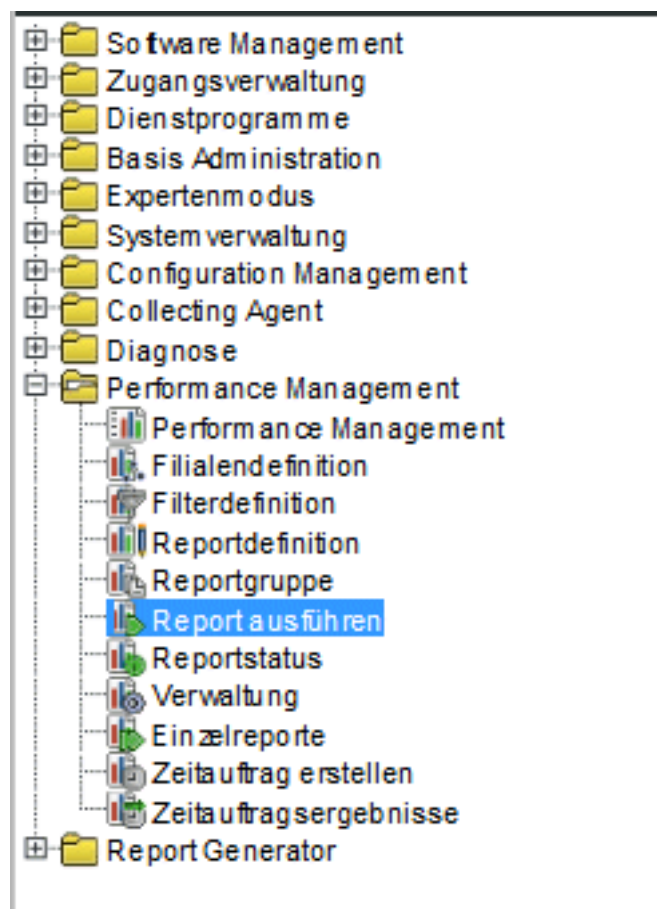 Software Management
Zugangsverwaltung
Dienstprogramme
Basis Administration
Expertenmodus
Systemverwaltung
Configuration Management
Collecting Agent
Diagnose
Performance Management
Performance Management
Filialendefinition
Filterdefinition
Reportdefinition
Reportgruppe
Report ausführen
Reportstatus
Verwaltung
Einzelreporte
Zeitauftrag erstellen
Zeitauftragsergebnisse
Report Generator